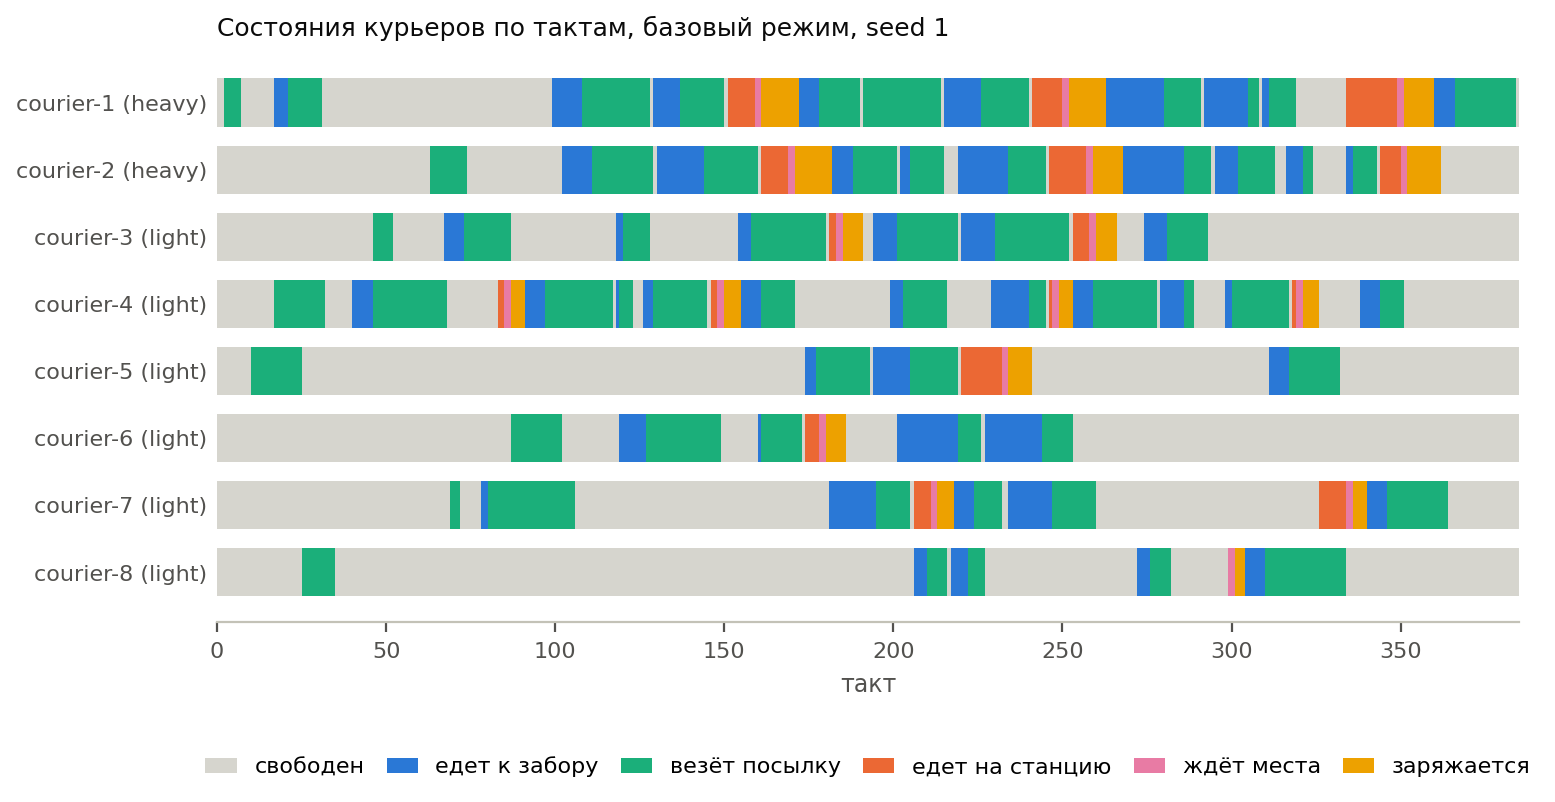 Состояния курьеров по тактам, базовый режим, seed 1
courier-1 (heavy)
courier-2 (heavy)
courier-3 (light)
courier-4 (light)
courier-5 (light)
courier-6 (light)
courier-7 (light)
courier-8 (light)
0 50 100 150 200 250 300 350
такт
свободен едет к забору везёт посылку едет на станцию ждёт места заряжается